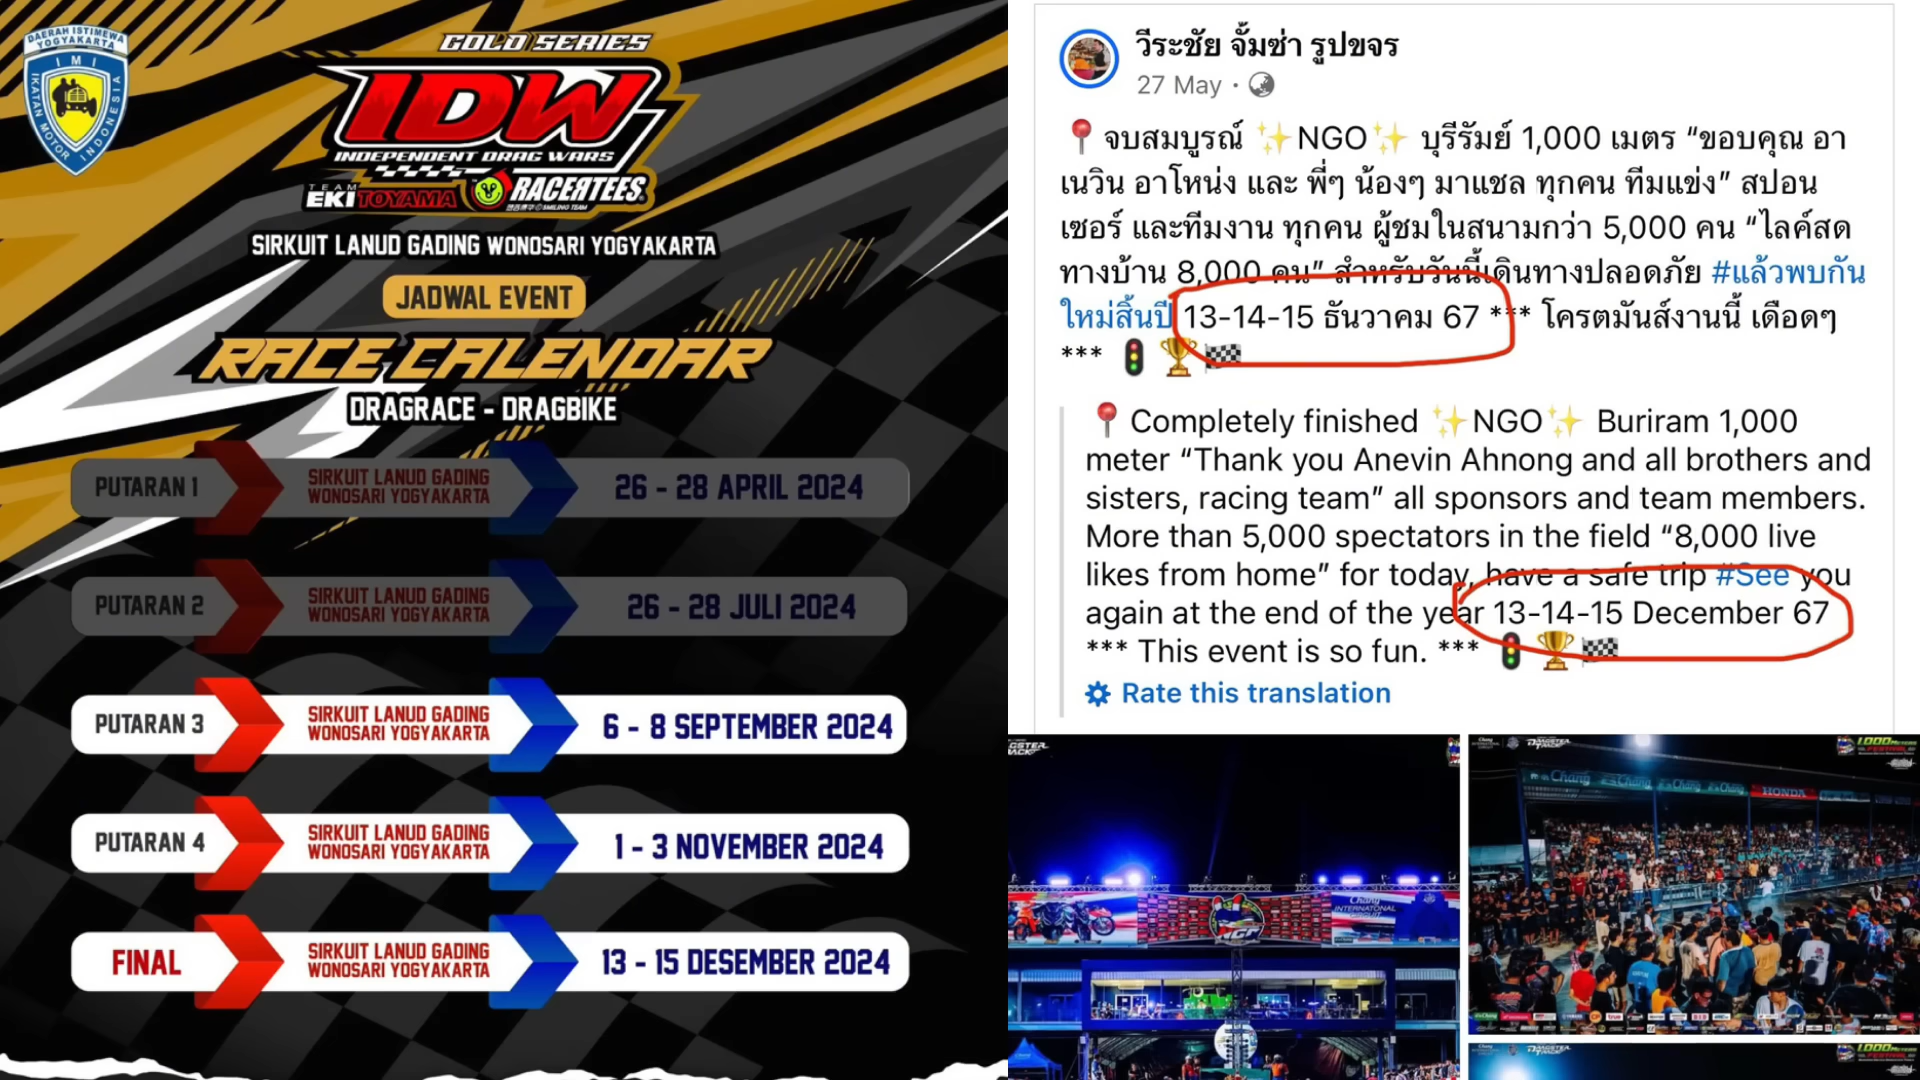 DAERAH ISTIMEWA
YOGYAKARTA
IMI
IKATAN MOTOR INDONESIA
GOLD SERIES
IDW
INDEPENDENT DRAG WARS
TEAM
EKI TOYAMA
RACERTEES
SIRKUIT LANUD GADING WONOSARI YOGYAKARTA
JADWAL EVENT
RACE CALENDAR
DRAGRACE - DRAGBIKE
PUTARAN 1
SIRKUIT LANUD GADING
WONOSARI YOGYAKARTA
26 - 28 APRIL 2024
PUTARAN 2
SIRKUIT LANUD GADING
WONOSARI YOGYAKARTA
26 - 28 JULI 2024
PUTARAN 3
SIRKUIT LANUD GADING
WONOSARI YOGYAKARTA
6 - 8 SEPTEMBER 2024
PUTARAN 4
SIRKUIT LANUD GADING
WONOSARI YOGYAKARTA
1 - 3 NOVEMBER 2024
FINAL
SIRKUIT LANUD GADING
WONOSARI YOGYAKARTA
13 - 15 DESEMBER 2024
วีระชัย จั้มซ่า รูปขจร
27 May ·
📍จบสมบูรณ์ ✨NGO✨ บุรีรัมย์ 1,000 เมตร “ขอบคุณ อา
เนวิน อาโหน่ง และ พี่ๆ น้องๆ มาแชล ทุกคน ทีมแข่ง” สปอน
เซอร์ และทีมงาน ทุกคน ผู้ชมในสนามกว่า 5,000 คน “ไลค์สด
ทางบ้าน 8,000 คน” สำหรับวันนี้เดินทางปลอดภัย #แล้วพบกัน
ใหม่สิ้นปี 13-14-15 ธันวาคม 67 *** โครตมันส์งานนี้ เดือดๆ
*** 🚦🏆🏁
📍Completely finished ✨NGO✨ Buriram 1,000
meter “Thank you Anevin Ahnong and all brothers and
sisters, racing team” all sponsors and team members.
More than 5,000 spectators in the field “8,000 live
likes from home” for today, have a safe trip #See you
again at the end of the year 13-14-15 December 67
*** This event is so fun. *** 🚦🏆🏁
Rate this translation
Chang
INTERNATIONAL
CIRCUIT
Chang
Chang
Chang
Chang
HONDA
1,000 METERS
FESTIVAL